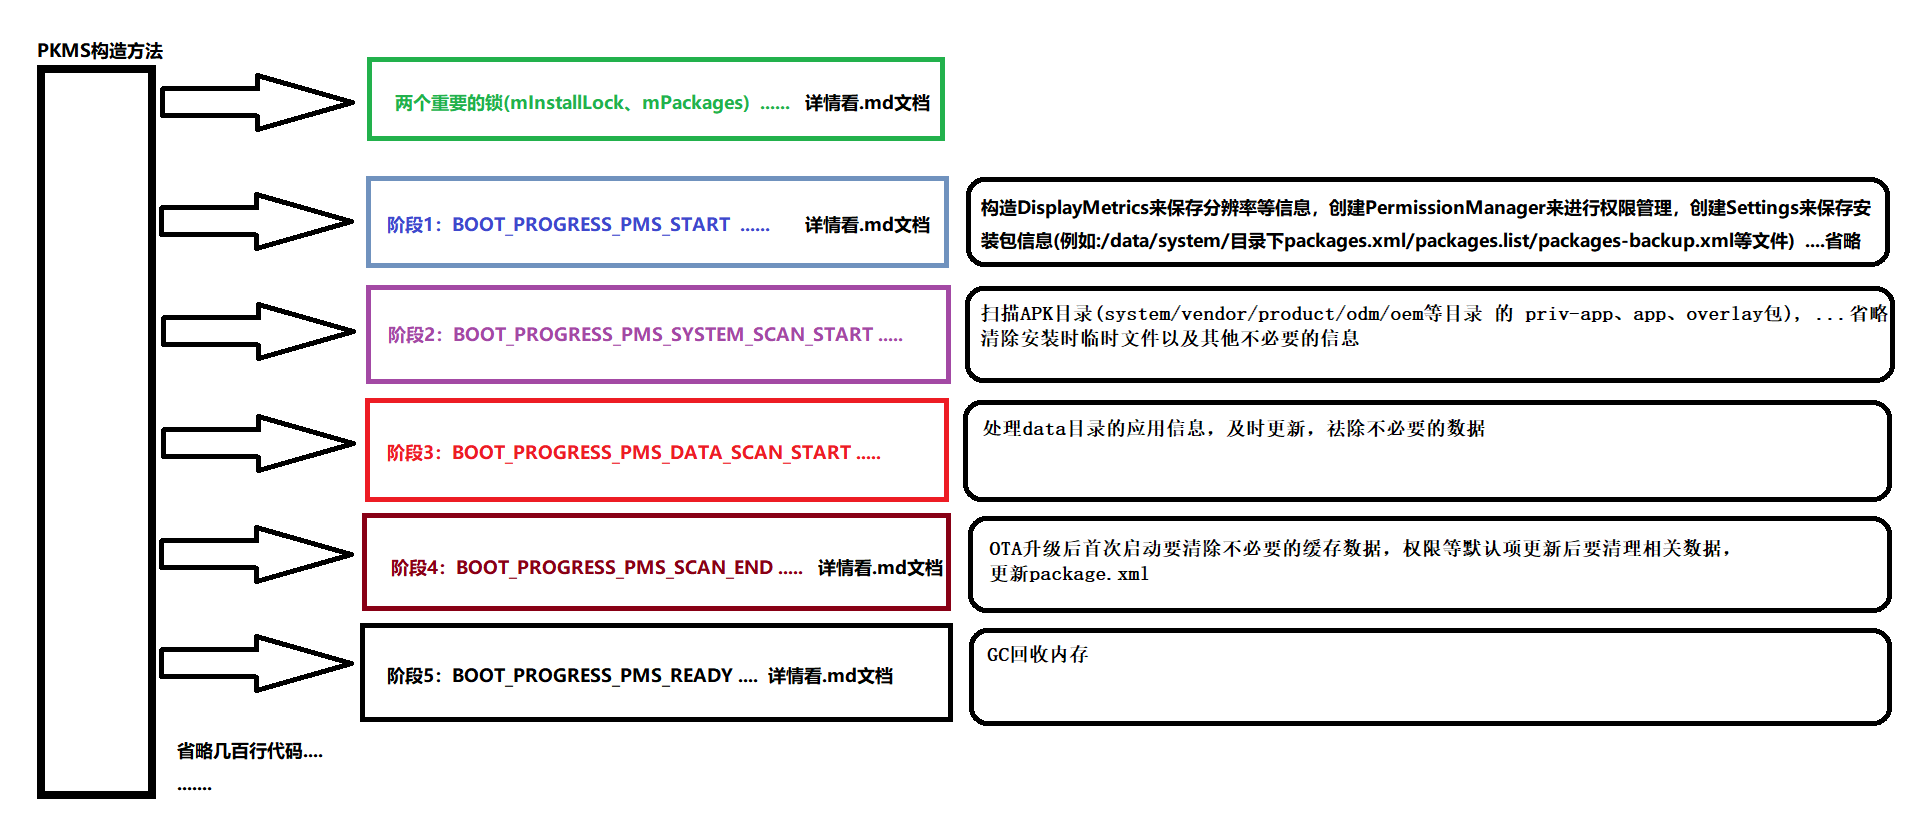 PKMS构造方法
两个重要的锁(mInstallLock、mPackages) ...... 详情看.md文档
阶段1：BOOT_PROGRESS_PMS_START ...... 详情看.md文档
构造DisplayMetrics来保存分辨率等信息，创建PermissionManager来进行权限管理，创建Settings来保存安
装包信息(例如:/data/system/目录下packages.xml/packages.list/packages-backup.xml等文件) ....省略
阶段2：BOOT_PROGRESS_PMS_SYSTEM_SCAN_START .....
扫描APK目录(system/vendor/product/odm/oem等目录 的 priv-app、app、overlay包)，...省略
清除安装时临时文件以及其他不必要的信息
阶段3：BOOT_PROGRESS_PMS_DATA_SCAN_START .....
处理data目录的应用信息，及时更新，祛除不必要的数据
阶段4：BOOT_PROGRESS_PMS_SCAN_END ..... 详情看.md文档
OTA升级后首次启动要清除不必要的缓存数据，权限等默认项更新后要清理相关数据，
更新package.xml
阶段5：BOOT_PROGRESS_PMS_READY .... 详情看.md文档
GC回收内存
省略几百行代码....
.......